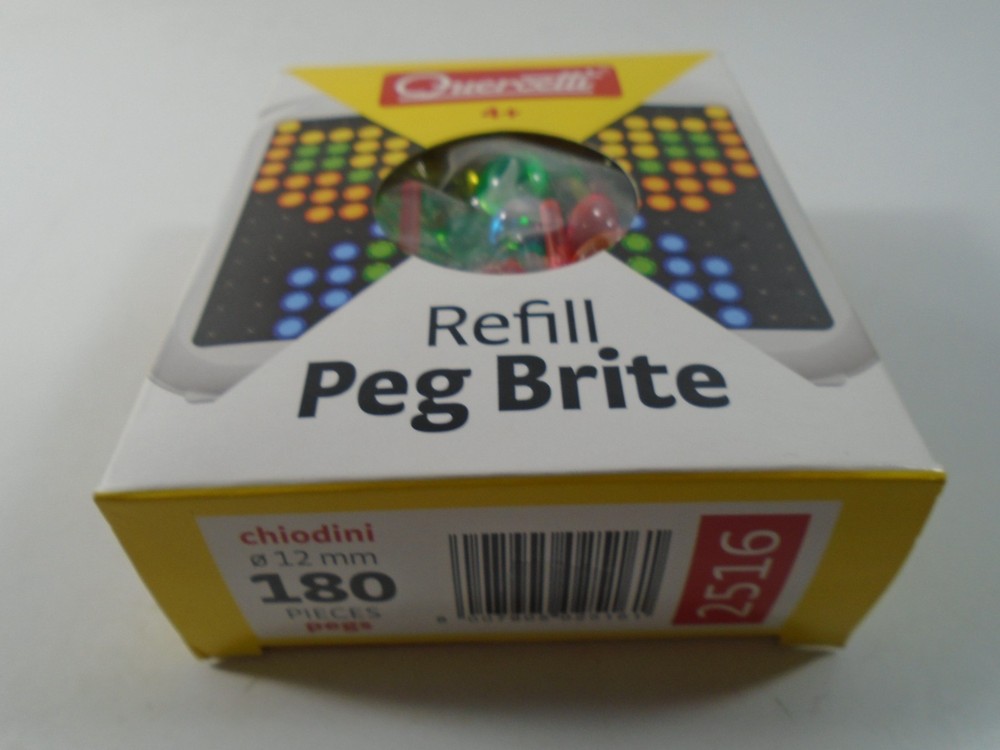 Quercetti
4+
Refill
Peg Brite
chiodini
ø 12 mm
180
PIECES
pegs
2516